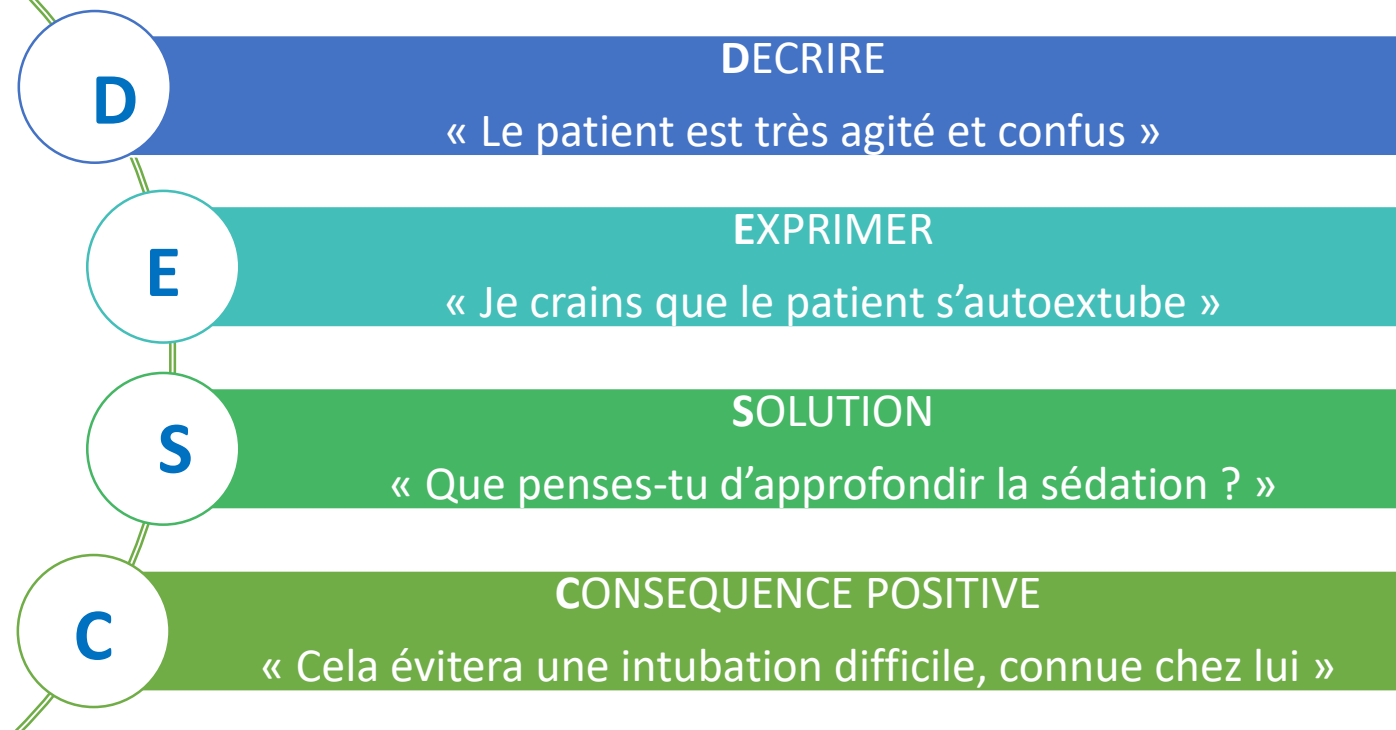 D
DECRIRE
« Le patient est très agité et confus »
E
EXPRIMER
« Je crains que le patient s’autoextube »
S
SOLUTION
« Que penses-tu d’approfondir la sédation ? »
C
CONSEQUENCE POSITIVE
« Cela évitera une intubation difficile, connue chez lui »